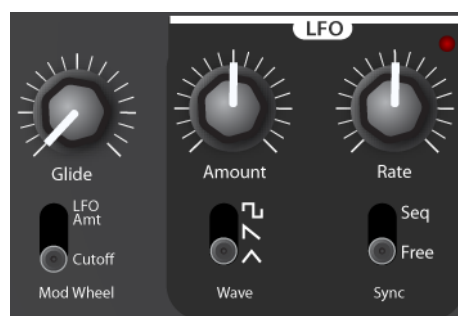 LFO
Glide
Amount
Rate
LFO
Amt
Cutoff
Seq
Free
Mod Wheel
Wave
Sync